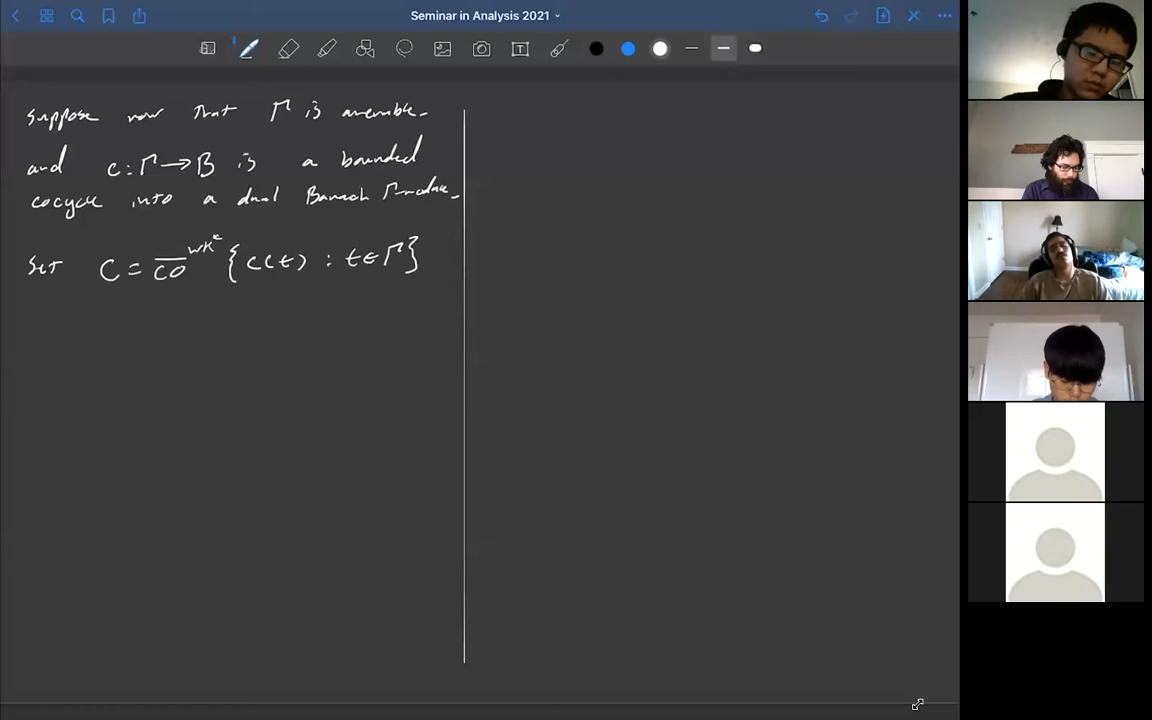 Seminar in Analysis 2021
Suppose now that Γ is amenable.
and c: Γ → B is a bounded
cocycle into a dual Banach Γ-module.
Set C = \overline{co}^{wk*} {c(t) : t ∈ Γ}